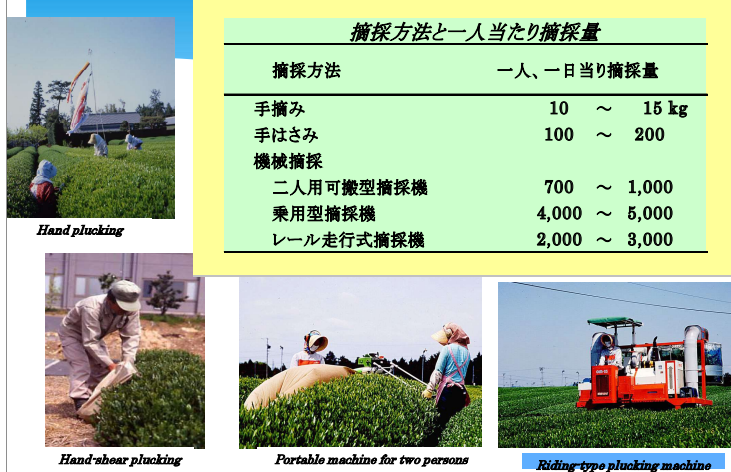 摘採方法と一人当たり摘採量
摘採方法 一人、一日当り摘採量
手摘み 10 ～ 15 kg
手はさみ 100 ～ 200
機械摘採
二人用可搬型摘採機 700 ～ 1,000
乗用型摘採機 4,000 ～ 5,000
レール走行式摘採機 2,000 ～ 3,000
Hand plucking
Hand-shear plucking
Portable machine for two persons
Riding-type plucking machine